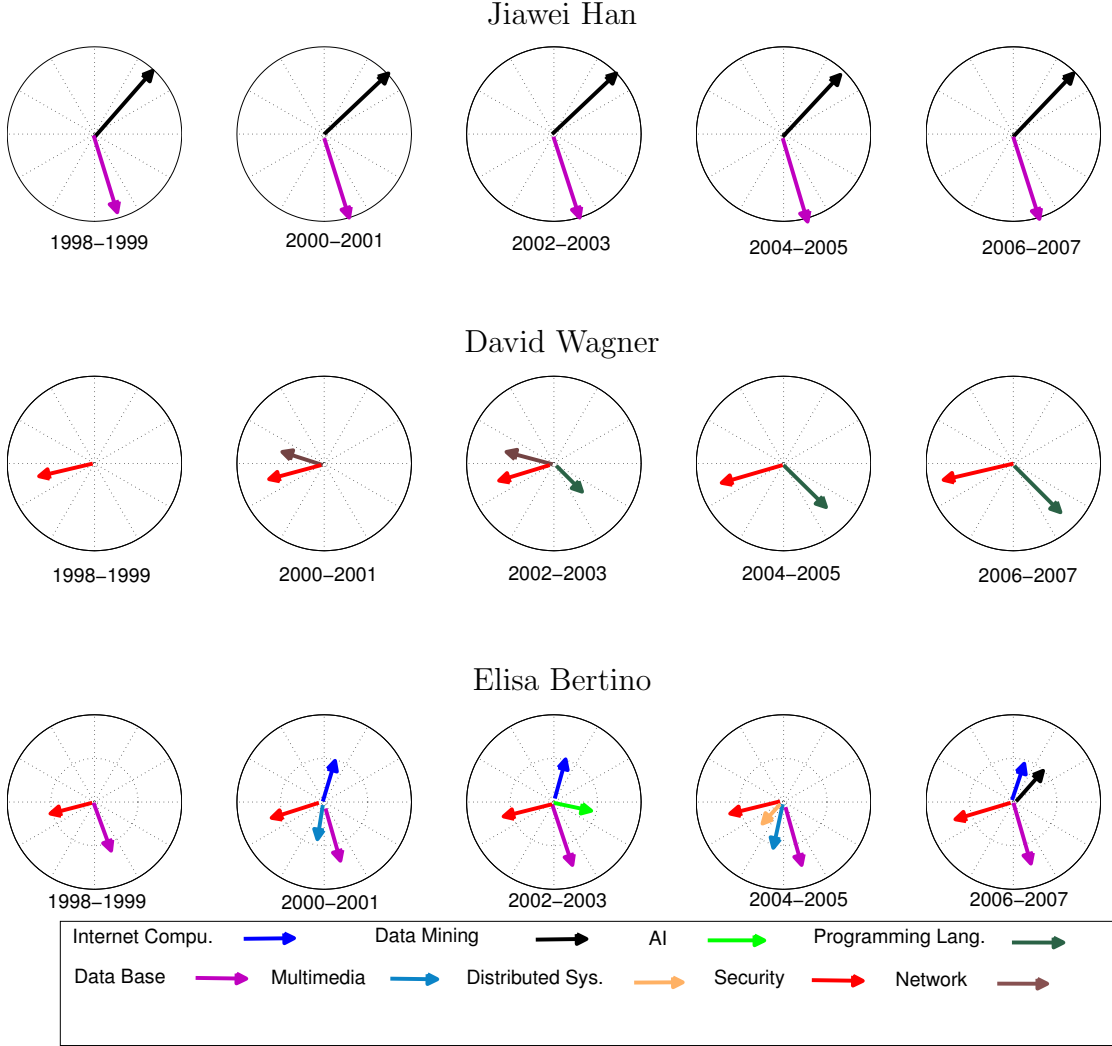 Jiawei Han
1998–1999 2000–2001 2002–2003 2004–2005 2006–2007
David Wagner
1998–1999 2000–2001 2002–2003 2004–2005 2006–2007
Elisa Bertino
1998–1999 2000–2001 2002–2003 2004–2005 2006–2007
Internet Compu. Data Mining AI Programming Lang.
Data Base Multimedia Distributed Sys. Security Network